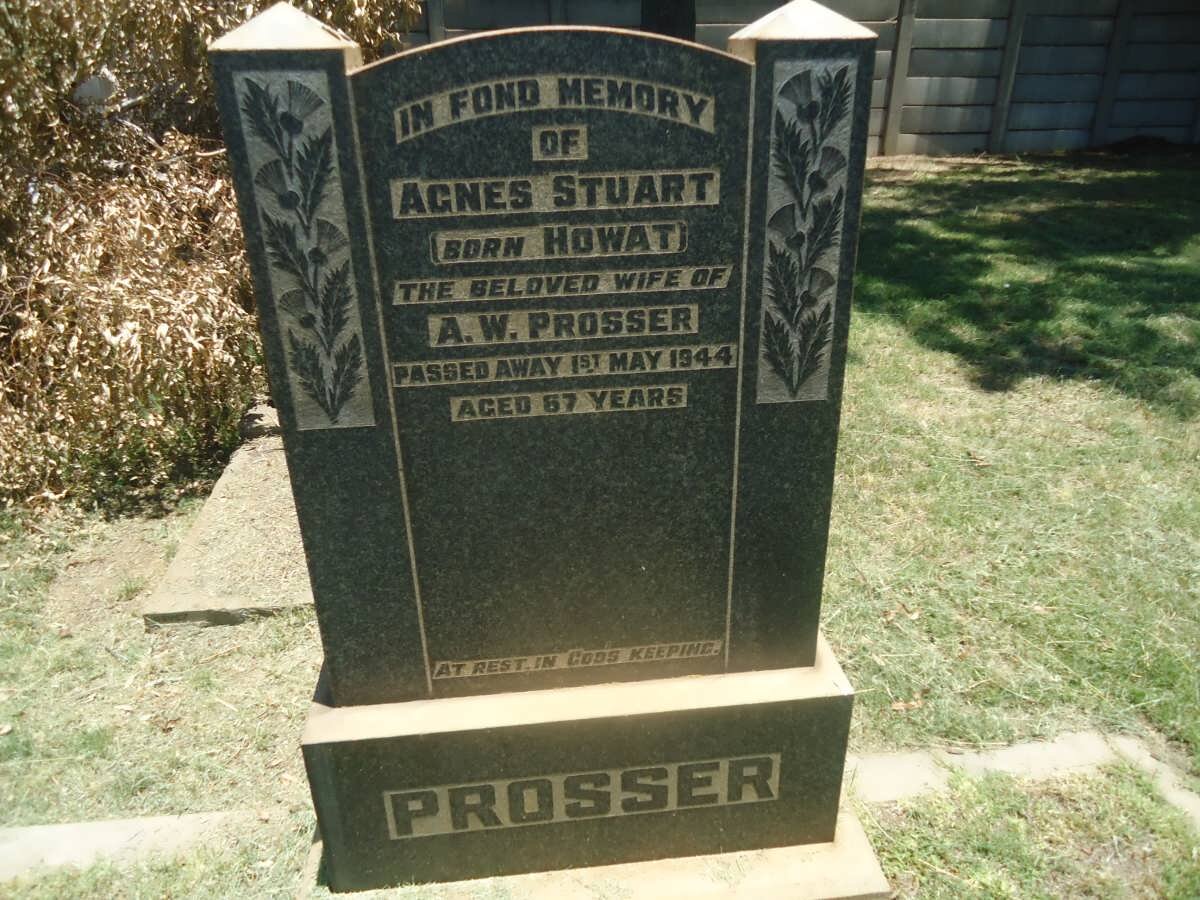 IN FOND MEMORY
OF
AGNES STUART
(BORN HOWAT)
THE BELOVED WIFE OF
A.W. PROSSER
PASSED AWAY 1ST MAY 1944
AGED 67 YEARS
AT REST IN GODS KEEPING.
PROSSER